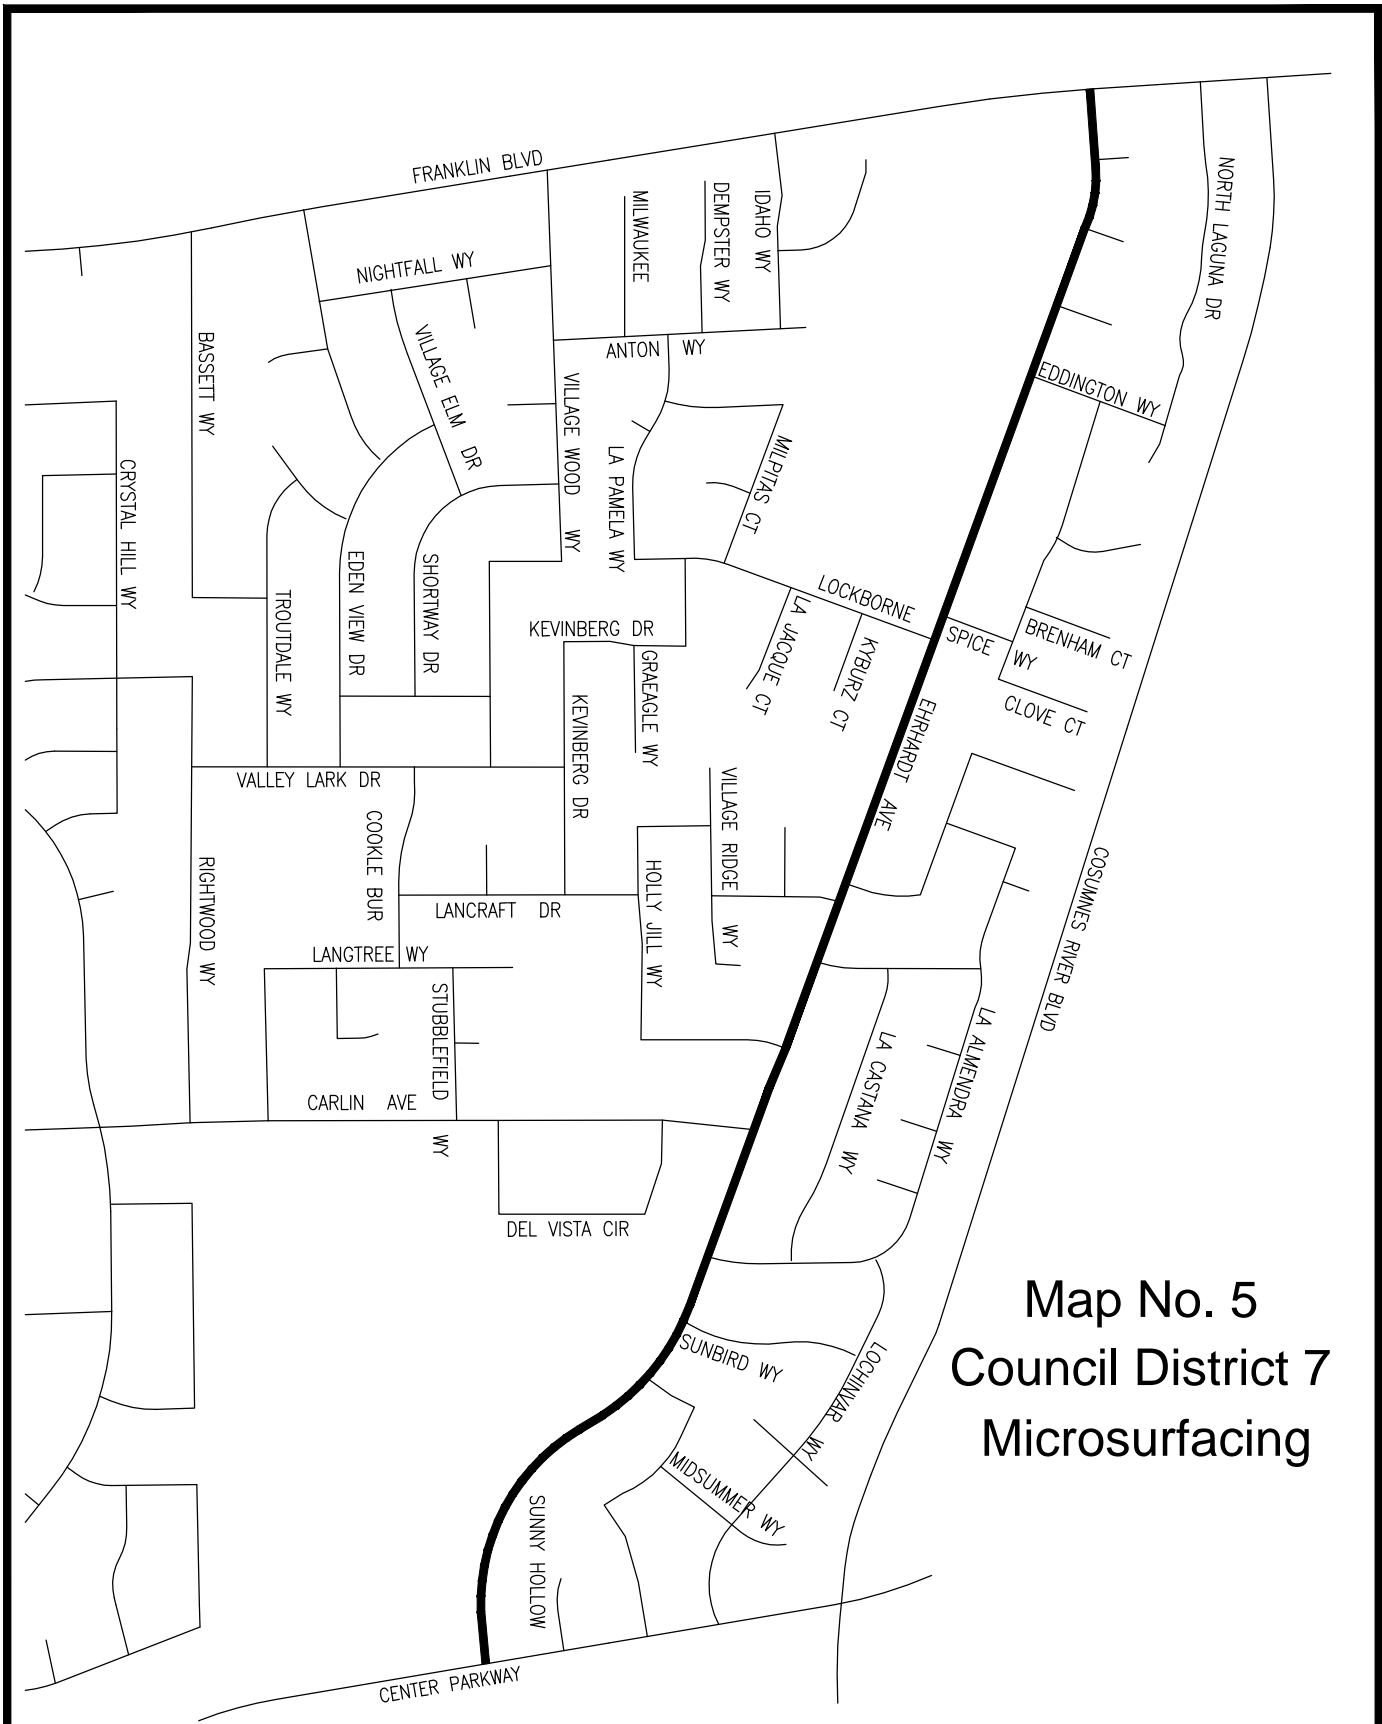 FRANKLIN BLVD
NORTH LAGUNA DR
IDAHO WY
DEMPSTER WY
MILWAUKEE
NIGHTFALL WY
VILLAGE ELM DR
BASSETT WY
ANTON WY
EDDINGTON WY
VILLAGE WOOD WY
LA PAMELA WY
MILPITAS CT
CRYSTAL HILL WY
EDEN VIEW DR
SHORTWAY DR
TROUTDALE WY
LOCKBORNE
KEVINBERG DR
LA JACQUE CT
KYBURZ CT
SPICE WY
BRENHAM CT
CLOVE CT
GRAEAGLE WY
KEVINBERG DR
EHRHARDT AVE
VALLEY LARK DR
VILLAGE RIDGE WY
COOKLE BUR
RIGHTWOOD WY
HOLLY JILL WY
COSUMNES RIVER BLVD
LANCRAFT DR
LANGTREE WY
STUBBLEFIELD WY
LA ALMENDRA WY
LA CASTANA WY
CARLIN AVE
DEL VISTA CIR
Map No. 5
Council District 7
Microsurfacing
SUNBIRD WY
LOCHINVAR WY
MIDSUMMER WY
SUNNY HOLLOW
CENTER PARKWAY